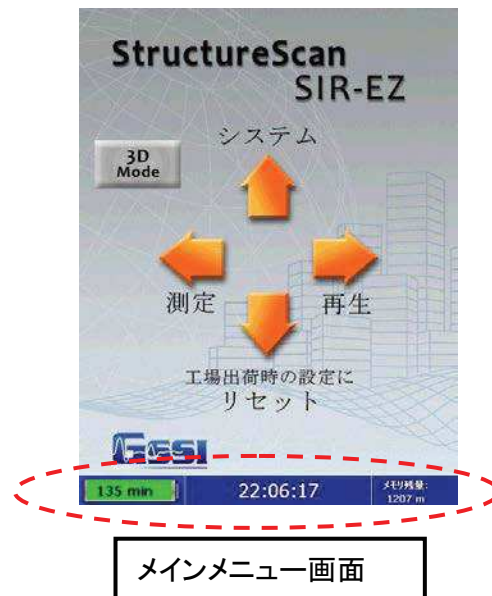 StructureScan
SIR-EZ
システム
3D
Mode
測定
再生
工場出荷時の設定に
リセット
GSSI
135 min
22:06:17
メモリ残量:
1207 m
メインメニュー画面